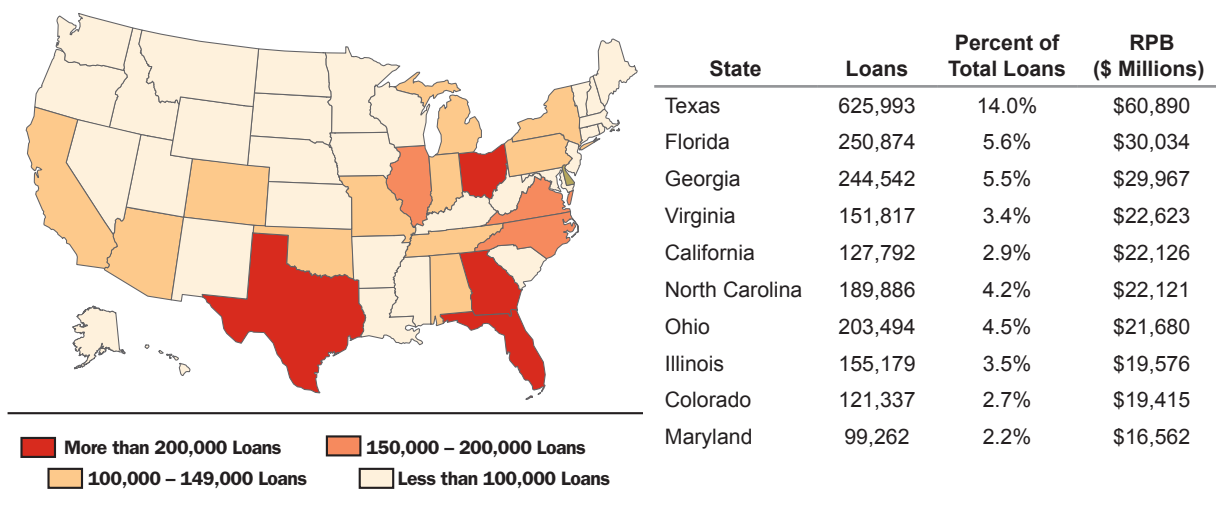 Percent of RPB
State Loans Total Loans ($ Millions)
Texas 625,993 14.0% $60,890
Florida 250,874 5.6% $30,034
Georgia 244,542 5.5% $29,967
Virginia 151,817 3.4% $22,623
California 127,792 2.9% $22,126
North Carolina 189,886 4.2% $22,121
Ohio 203,494 4.5% $21,680
Illinois 155,179 3.5% $19,576
Colorado 121,337 2.7% $19,415
Maryland 99,262 2.2% $16,562
More than 200,000 Loans 150,000 – 200,000 Loans
100,000 – 149,000 Loans Less than 100,000 Loans